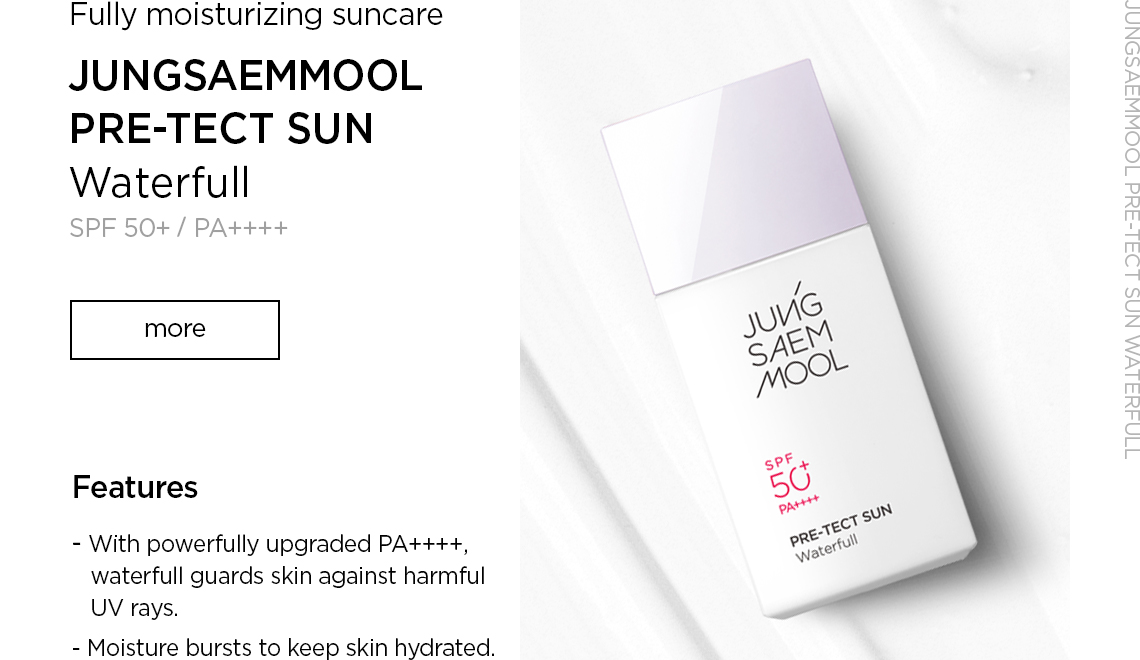 Fully moisturizing suncare
JUNGSAEMMOOL
PRE-TECT SUN
Waterfull
SPF 50+ / PA++++
more
Features
- With powerfully upgraded PA++++,
waterfull guards skin against harmful
UV rays.
- Moisture bursts to keep skin hydrated.
JUNG
SAEM
MOOL
SPF
50+
PA++++
PRE-TECT SUN
Waterfull
JUNGSAEMMOOL PRE-TECT SUN WATERFULL